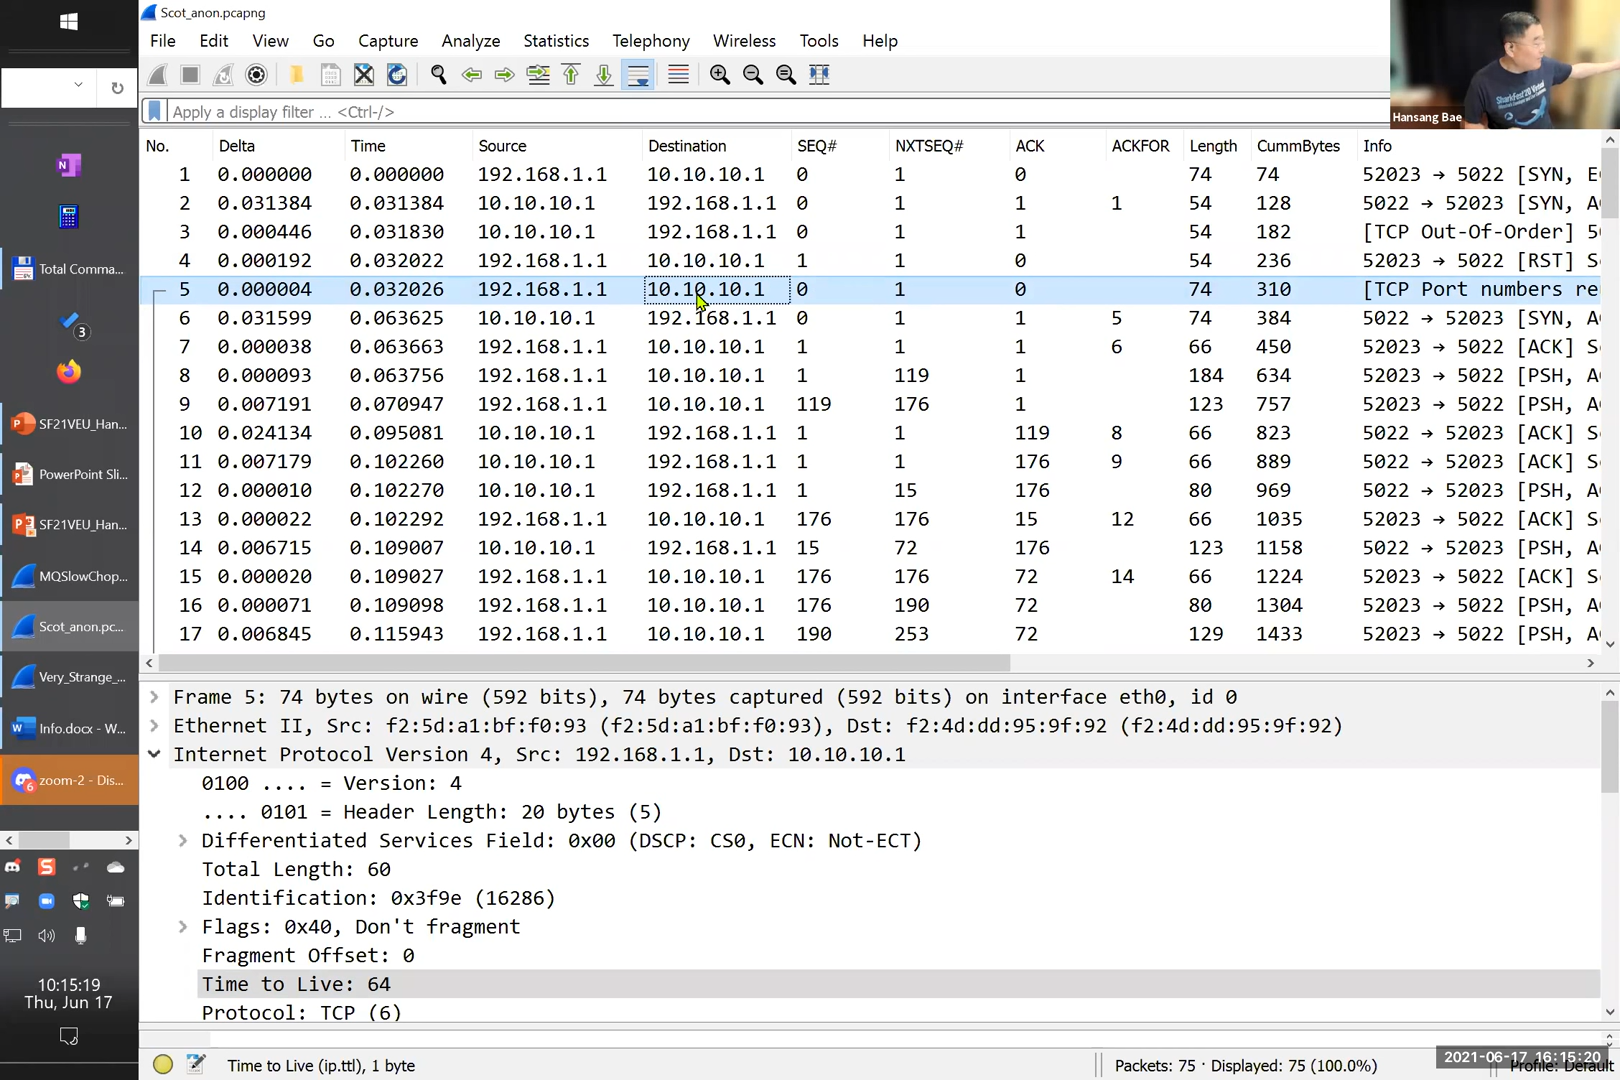 Scot_anon.pcapng
File Edit View Go Capture Analyze Statistics Telephony Wireless Tools Help
Apply a display filter ... <Ctrl-/>
Hansang Bae
No. Delta Time Source Destination SEQ# NXTSEQ# ACK ACKFOR Length CummBytes Info
1 0.000000 0.000000 192.168.1.1 10.10.10.1 0 1 0 74 74 52023 → 5022 [SYN, E
2 0.031384 0.031384 10.10.10.1 192.168.1.1 0 1 1 1 54 128 5022 → 52023 [SYN, AC
3 0.000446 0.031830 10.10.10.1 192.168.1.1 0 1 1 54 182 [TCP Out-Of-Order] 50
4 0.000192 0.032022 192.168.1.1 10.10.10.1 1 1 0 54 236 52023 → 5022 [RST] Se
5 0.000004 0.032026 192.168.1.1 10.10.10.1 0 1 0 74 310 [TCP Port numbers re
6 0.031599 0.063625 10.10.10.1 192.168.1.1 0 1 1 5 74 384 5022 → 52023 [SYN, AC
7 0.000038 0.063663 192.168.1.1 10.10.10.1 1 1 1 6 66 450 52023 → 5022 [ACK] Se
8 0.000093 0.063756 192.168.1.1 10.10.10.1 1 119 1 184 634 52023 → 5022 [PSH, A
9 0.007191 0.070947 192.168.1.1 10.10.10.1 119 176 1 123 757 52023 → 5022 [PSH, A
10 0.024134 0.095081 10.10.10.1 192.168.1.1 1 1 119 8 66 823 5022 → 52023 [ACK] Se
11 0.007179 0.102260 10.10.10.1 192.168.1.1 1 1 176 9 66 889 5022 → 52023 [ACK] Se
12 0.000010 0.102270 10.10.10.1 192.168.1.1 1 15 176 80 969 5022 → 52023 [PSH, AC
13 0.000022 0.102292 192.168.1.1 10.10.10.1 176 176 15 12 66 1035 52023 → 5022 [ACK] Se
14 0.006715 0.109007 10.10.10.1 192.168.1.1 15 72 176 123 1158 5022 → 52023 [PSH, AC
15 0.000020 0.109027 192.168.1.1 10.10.10.1 176 176 72 14 66 1224 52023 → 5022 [ACK] Se
16 0.000071 0.109098 192.168.1.1 10.10.10.1 176 190 72 80 1304 52023 → 5022 [PSH, A
17 0.006845 0.115943 192.168.1.1 10.10.10.1 190 253 72 129 1433 52023 → 5022 [PSH, A
Frame 5: 74 bytes on wire (592 bits), 74 bytes captured (592 bits) on interface eth0, id 0
Ethernet II, Src: f2:5d:a1:bf:f0:93 (f2:5d:a1:bf:f0:93), Dst: f2:4d:dd:95:9f:92 (f2:4d:dd:95:9f:92)
Internet Protocol Version 4, Src: 192.168.1.1, Dst: 10.10.10.1
0100 .... = Version: 4
.... 0101 = Header Length: 20 bytes (5)
Differentiated Services Field: 0x00 (DSCP: CS0, ECN: Not-ECT)
Total Length: 60
Identification: 0x3f9e (16286)
Flags: 0x40, Don't fragment
Fragment Offset: 0
Time to Live: 64
Protocol: TCP (6)
Time to Live (ip.ttl), 1 byte
Packets: 75 · Displayed: 75 (100.0%)
Profile: Default
2021-06-17 16:15:20
Total Comma...
3
SF21VEU_Han...
PowerPoint Sli...
SF21VEU_Han...
MQSlowChop...
Scot_anon.pc...
Very_Strange_...
Info.docx - W...
zoom-2 - Dis...
6
10:15:19
Thu, Jun 17